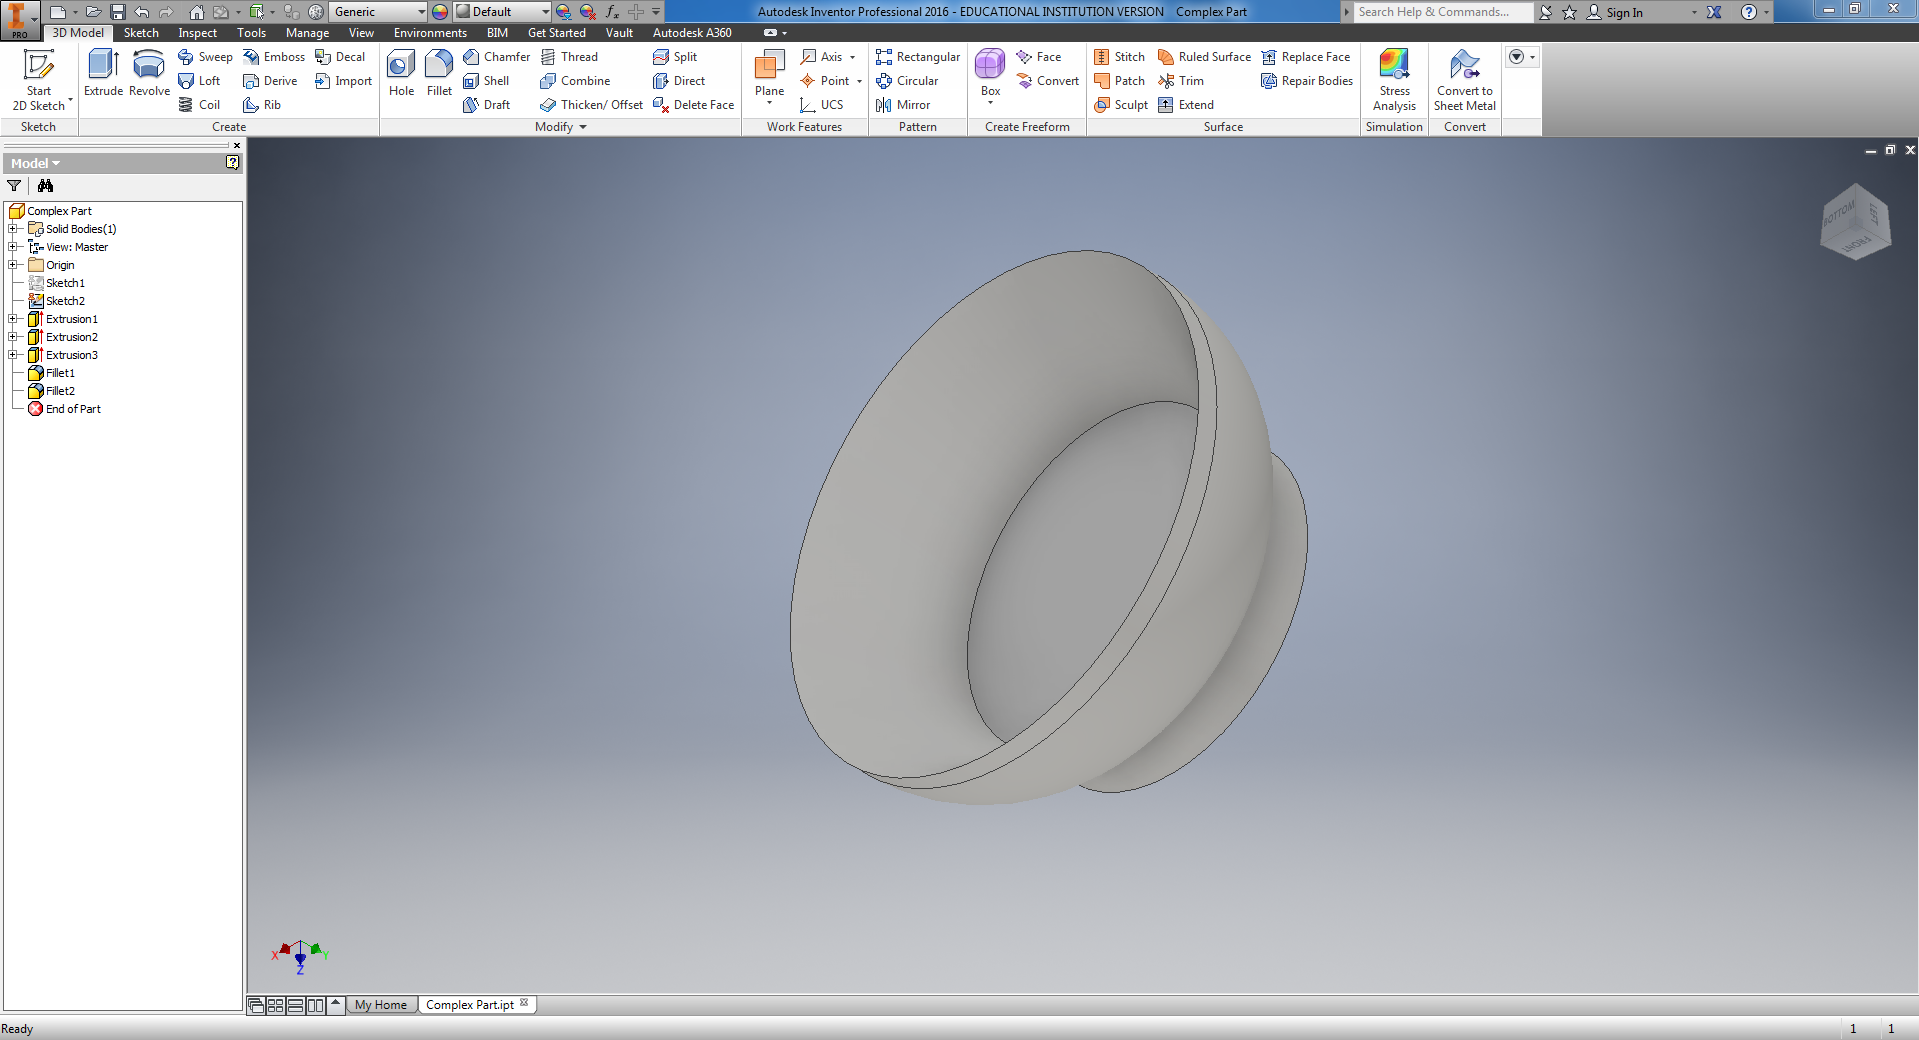 Generic
Default
Autodesk Inventor Professional 2016 - EDUCATIONAL INSTITUTION VERSION Complex Part
Search Help & Commands...
Sign In
PRO
3D Model Sketch Inspect Tools Manage View Environments BIM Get Started Vault Autodesk A360
Start
2D Sketch
Extrude
Revolve
Sweep
Loft
Coil
Emboss
Derive
Rib
Decal
Import
Hole
Fillet
Chamfer
Shell
Draft
Thread
Combine
Thicken/ Offset
Split
Direct
Delete Face
Plane
Axis
Point
UCS
Rectangular
Circular
Mirror
Box
Face
Convert
Stitch
Patch
Sculpt
Ruled Surface
Trim
Extend
Replace Face
Repair Bodies
Stress
Analysis
Convert to
Sheet Metal
Sketch
Create
Modify
Work Features
Pattern
Create Freeform
Surface
Simulation
Convert
Model
Complex Part
Solid Bodies(1)
View: Master
Origin
Sketch1
Sketch2
Extrusion1
Extrusion2
Extrusion3
Fillet1
Fillet2
End of Part
BOTTOM
LEFT
FRONT
X
Y
Z
My Home
Complex Part.ipt
Ready
1 1